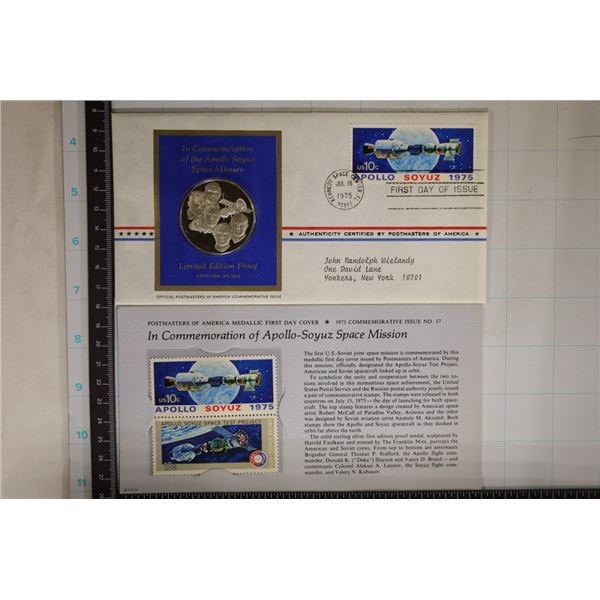 In Commemoration
of the Apollo Soyuz
Space Mission
Limited Edition Proof
STERLING SILVER
OFFICIAL POSTMASTERS OF AMERICA COMMEMORATIVE ISSUE
US10c
APOLLO SOYUZ 1975
KENNEDY SPACE CENTER, FL
JUL 15
1975
FIRST DAY OF ISSUE
AUTHENTICITY CERTIFIED BY POSTMASTERS OF AMERICA
John Randolph Wielandy
One David Lane
Yonkers, New York 10701
POSTMASTERS OF AMERICA MEDALLIC FIRST DAY COVER ★ 1975 COMMEMORATIVE ISSUE NO. 17
In Commemoration of Apollo-Soyuz Space Mission
US10c
APOLLO SOYUZ 1975
APOLLO SOYUZ SPACE TEST PROJECT
The first U.S.-Soviet joint space mission is commemorated by this
medallic first day cover issued by Postmasters of America. During
this mission, officially designated the Apollo-Soyuz Test Project,
American and Soviet spacecraft linked up in orbit.
To symbolize the unity and cooperation between the two na-
tions involved in this momentous space achievement, the United
States Postal Service and the Russian postal authority jointly issued
a pair of commemorative stamps. The stamps were released in both
countries on July 15, 1975 — the day of launching for both space-
craft. The top stamp features a design created by American space
artist Robert McCall of Paradise Valley, Arizona and the other was
designed by Soviet aviation artist Anatoly M. Aksamit. Both
stamps show the Apollo and Soyuz spacecraft as they docked in
orbit for about two days.
The solid sterling silver first edition proof medal, sculptured by
Harold Faulkner and minted by The Franklin Mint, portrays the
American and Soviet crews. From top to bottom are astronauts
Brigadier General Thomas P. Stafford, the Apollo flight com-
mander, Donald K. ("Deke") Slayton and Vance D. Brand — and
cosmonauts Colonel Aleksei A. Leonov, the Soyuz flight com-
mander, and Valery N. Kubasov.
4
5
6
7
8
9
10
11